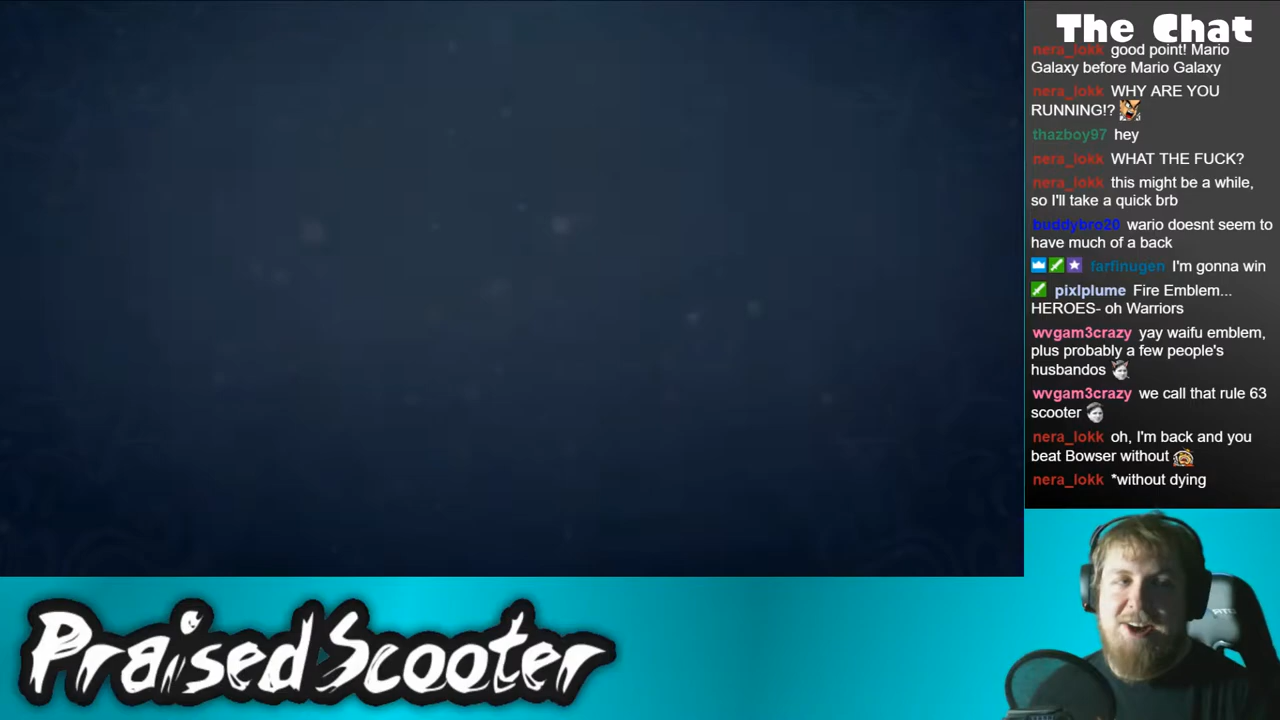 The Chat
nera_lokk good point! Mario
Galaxy before Mario Galaxy
nera_lokk WHY ARE YOU
RUNNING!?
thazboy97 hey
nera_lokk WHAT THE FUCK?
nera_lokk this might be a while,
so I'll take a quick brb
buddybro20 wario doesnt seem to
have much of a back
farfinugen I'm gonna win
pixlplume Fire Emblem...
HEROES- oh Warriors
wvgam3crazy yay waifu emblem,
plus probably a few people's
husbandos
wvgam3crazy we call that rule 63
scooter
nera_lokk oh, I'm back and you
beat Bowser without
nera_lokk *without dying
PraisedScooter